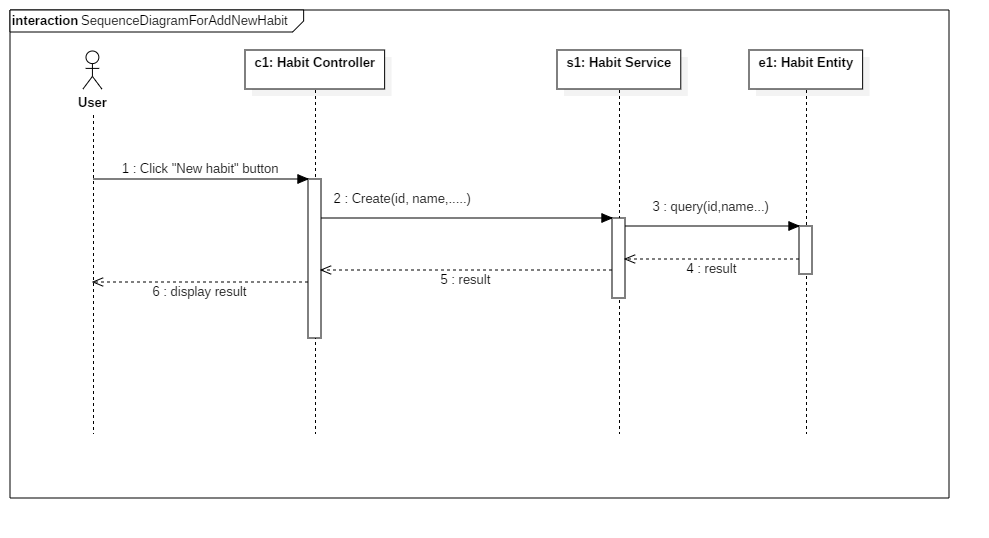 interaction SequenceDiagramForAddNewHabit
c1: Habit Controller
s1: Habit Service
e1: Habit Entity
User
1 : Click "New habit" button
2 : Create(id, name,.....)
3 : query(id,name...)
4 : result
5 : result
6 : display result